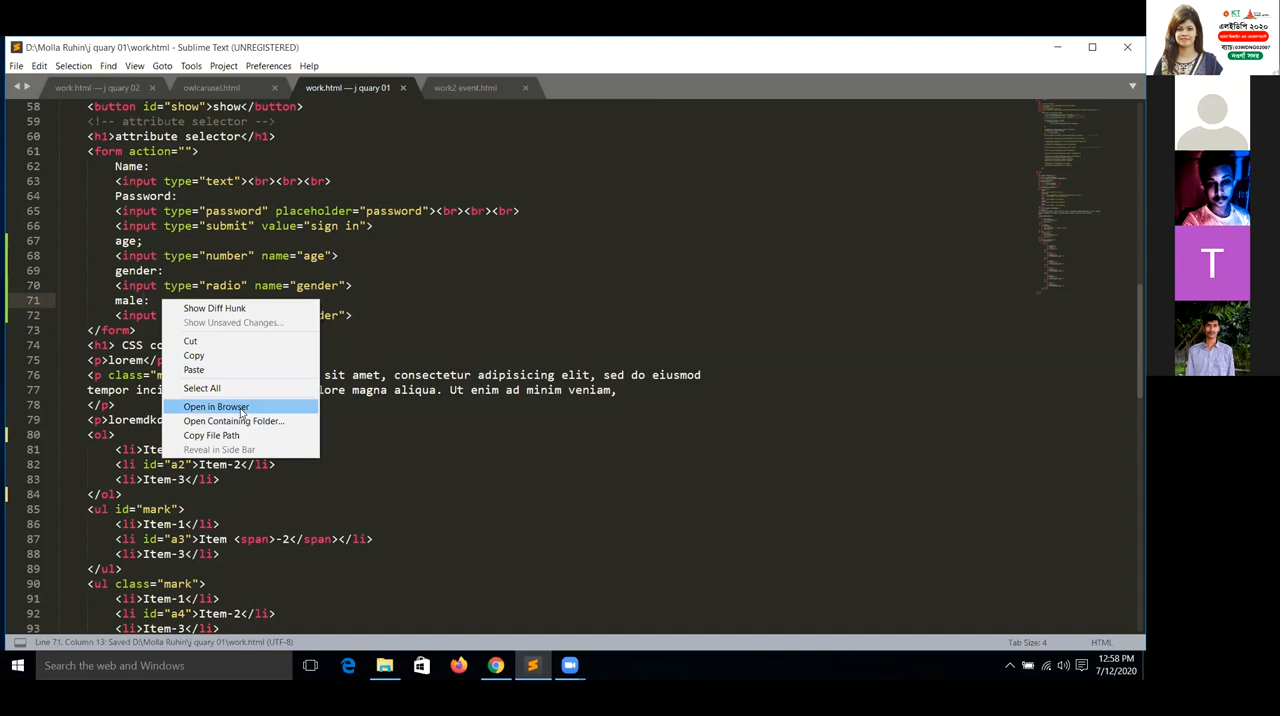 D:\Molla Ruhin\j quary 01\work.html - Sublime Text (UNREGISTERED)
File Edit Selection Find View Goto Tools Project Preferences Help
work.html — j quary 02 owlcarusel.html work.html — j quary 01 work2 event.html
58 <button id="show">show</button>
59 <!-- attribute selector -->
60 <h1>attribute selector</h1>
61 <form action="">
62 Name:
63 <input type="text"><br><br><br>
64 Password:
65 <input type="password" placeholder="password"><br><br><br>
66 <input type="submit" value="sign in">
67 age;
68 <input type="number" name="age">
69 gender:
70 <input type="radio" name="gender">
71 male:
72 <input der">
73 </form>
74 <h1> CSS co
75 <p>lorem</p
76 <p class="m sit amet, consectetur adipisicing elit, sed do eiusmod
77 tempor inci lore magna aliqua. Ut enim ad minim veniam,
78 </p>
79 <p>loremdko
80 <ol>
81 <li>Ite
82 <li id="a2">Item-2</li>
83 <li>Item-3</li>
84 </ol>
85 <ul id="mark">
86 <li>Item-1</li>
87 <li id="a3">Item <span>-2</span></li>
88 <li>Item-3</li>
89 </ul>
90 <ul class="mark">
91 <li>Item-1</li>
92 <li id="a4">Item-2</li>
93 <li>Item-3</li>
Show Diff Hunk
Show Unsaved Changes...
Cut
Copy
Paste
Select All
Open in Browser
Open Containing Folder...
Copy File Path
Reveal in Side Bar
Line 71, Column 13; Saved D:\Molla Ruhin\j quary 01\work.html (UTF-8) Tab Size: 4 HTML
Search the web and Windows
12:58 PM
7/12/2020
KT
এলইডিপি ২০২০
ব্যাচ:03WDNG02007
নওগাঁ সদর
T